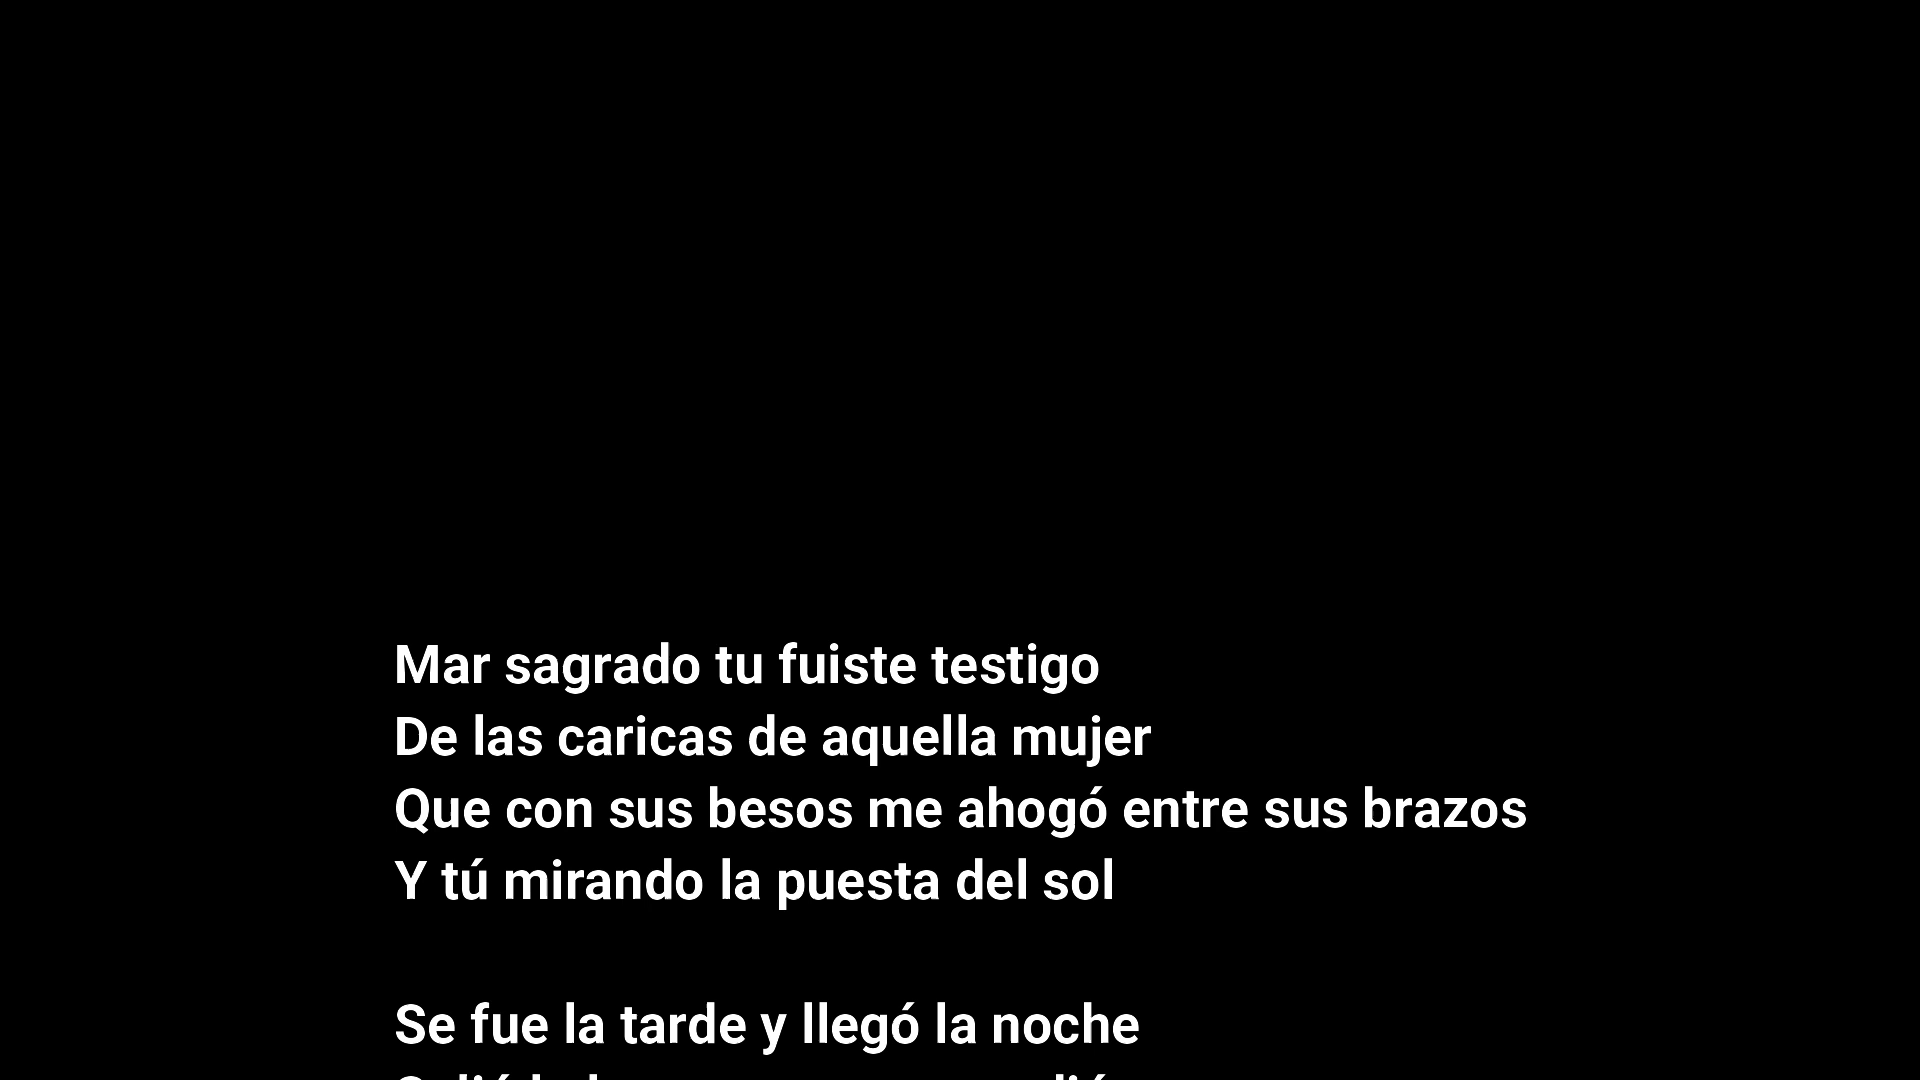 Mar sagrado tu fuiste testigo
De las caricas de aquella mujer
Que con sus besos me ahogó entre sus brazos
Y tú mirando la puesta del sol
Se fue la tarde y llegó la noche